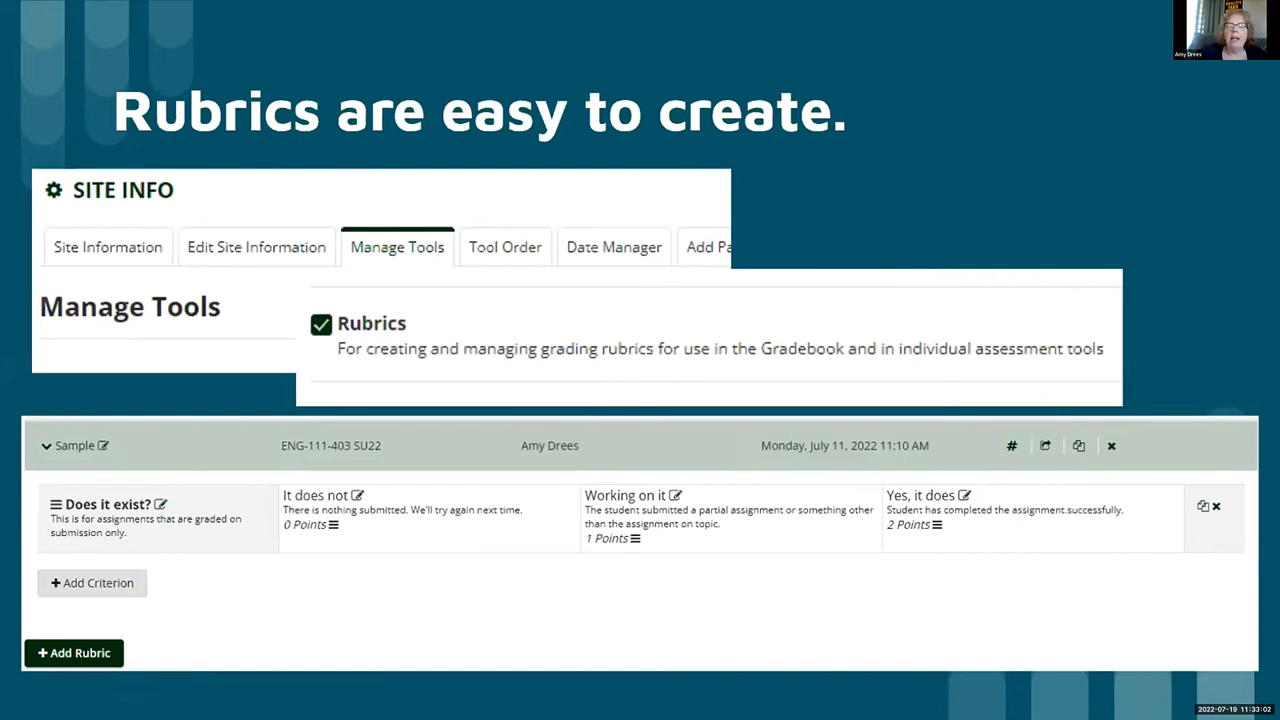 Amy Drees
Rubrics are easy to create.
SITE INFO
Site Information Edit Site Information Manage Tools Tool Order Date Manager Add Pa
Manage Tools
Rubrics
For creating and managing grading rubrics for use in the Gradebook and in individual assessment tools
Sample ENG-111-403 SU22 Amy Drees Monday, July 11, 2022 11:10 AM #
Does it exist?
This is for assignments that are graded on
submission only.
It does not
There is nothing submitted. We'll try again next time.
0 Points
Working on it
The student submitted a partial assignment or something other
than the assignment on topic.
1 Points
Yes, it does
Student has completed the assignment successfully.
2 Points
+ Add Criterion
+ Add Rubric
2022-07-19 11:33:02